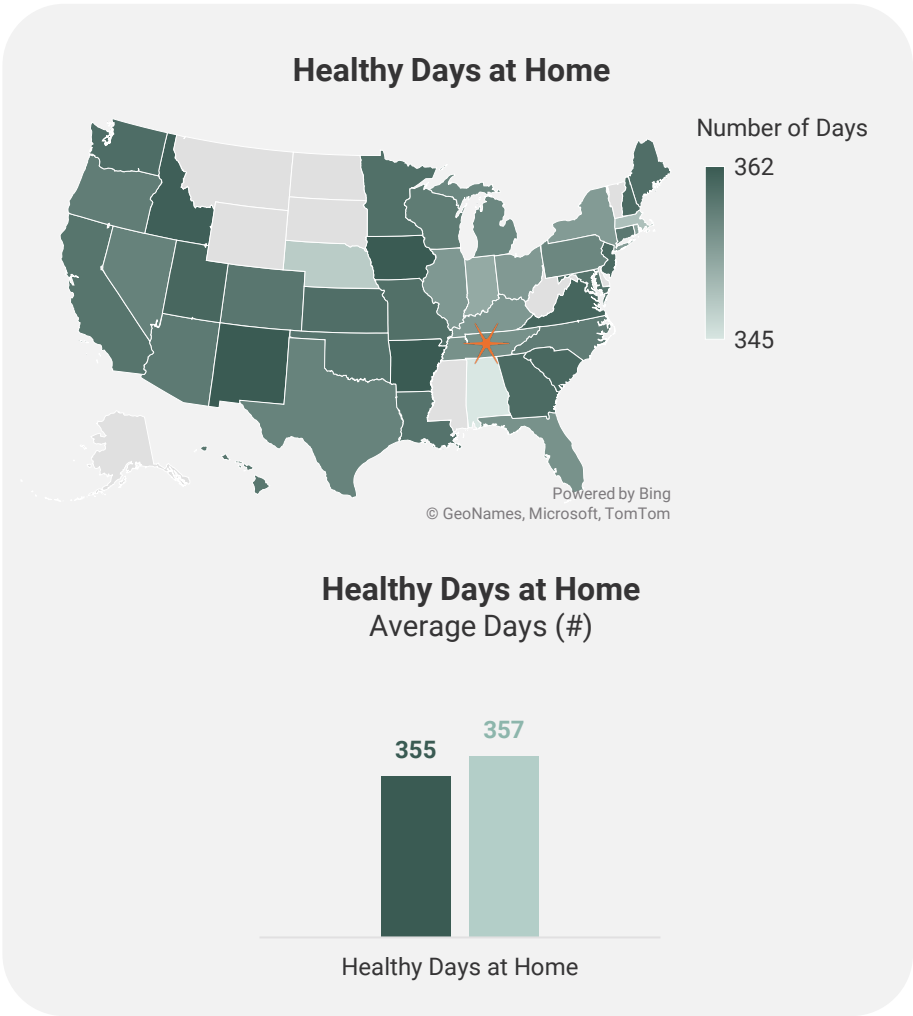 Healthy Days at Home
Number of Days
362
345
Powered by Bing
© GeoNames, Microsoft, TomTom
Healthy Days at Home
Average Days (#)
355
357
Healthy Days at Home